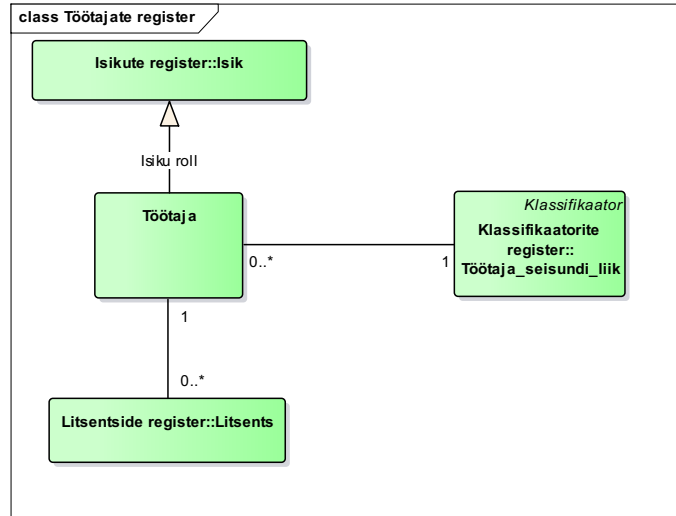 class Töötajate register
Isikute register::Isik
Isiku roll
Töötaja
Klassifikaator
Klassifikaatorite
register::
Töötaja_seisundi_liik
0..*
1
1
0..*
Litsentside register::Litsents